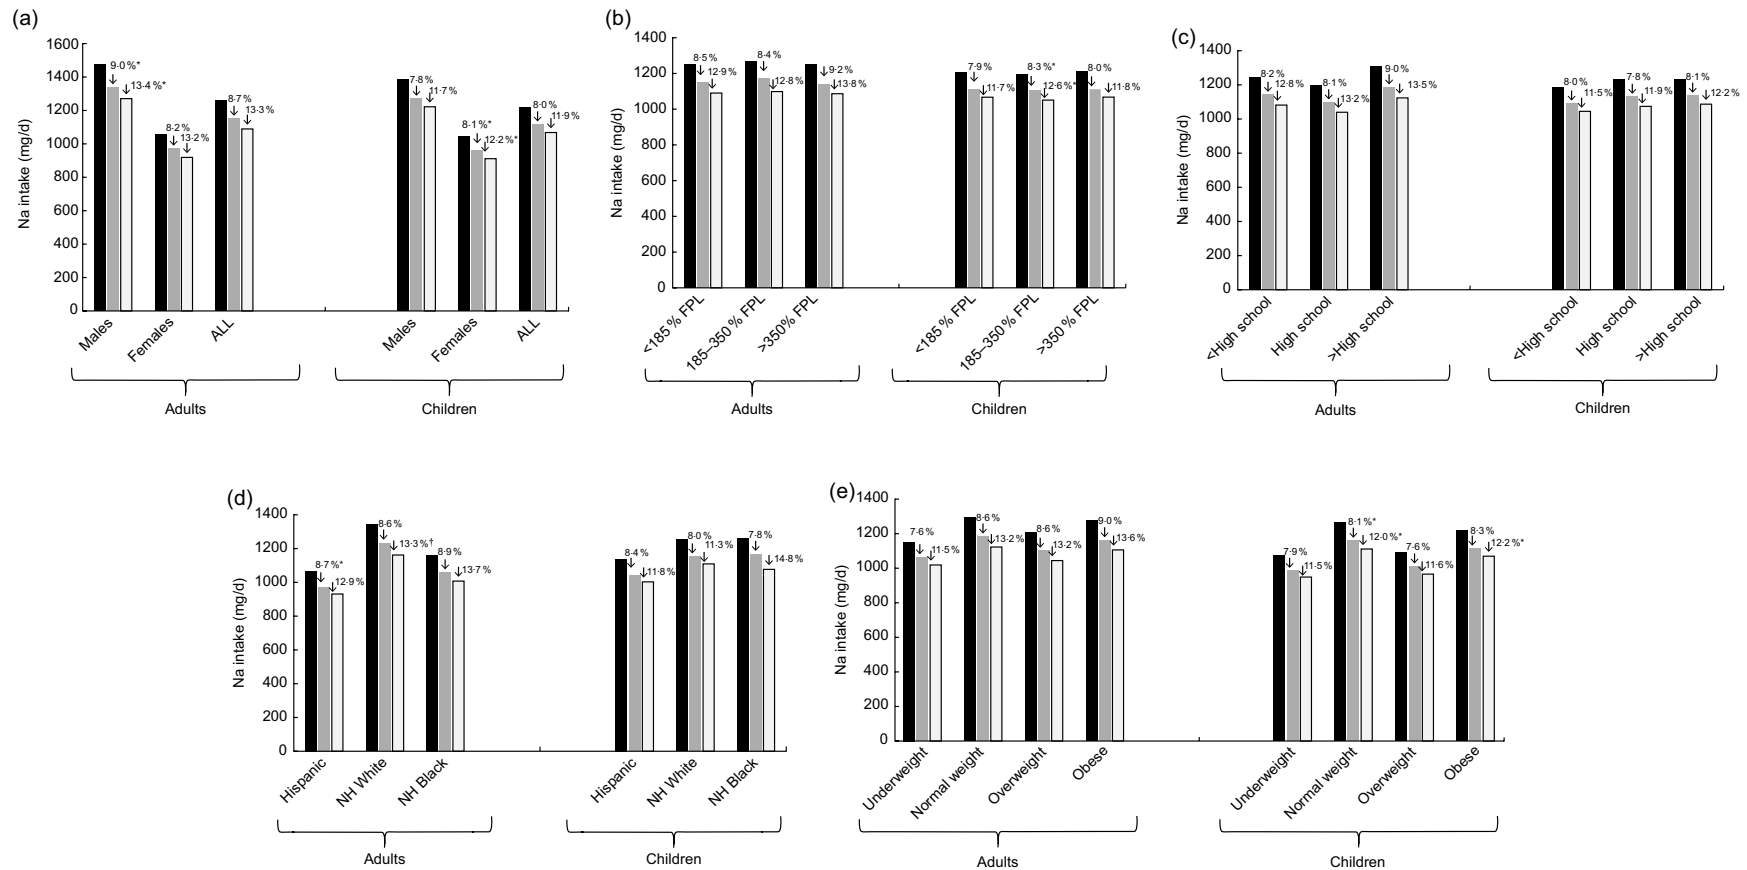 (a)
1600
1400
1200
1000
800
600
400
200
0
Na intake (mg/d)
9·0 %*
13·4 %*
8·2 %
13·2 %
8·7 %
13·3 %
7·8 %
11·7 %
8·1 %*
12·2 %*
8·0 %
11·9 %
Males
Females
ALL
Males
Females
ALL
Adults
Children
(b)
1400
1200
1000
800
600
400
200
0
Na intake (mg/d)
8·5 %
12·9 %
8·4 %
12·8 %
9·2 %
13·8 %
7·9 %
11·7 %
8·3 %*
12·6 %*
8·0 %
11·8 %
<185 % FPL
185–350 % FPL
>350% FPL
<185 % FPL
185–350 % FPL
>350 % FPL
Adults
Children
(c)
1400
1200
1000
800
600
400
200
0
Na intake (mg/d)
8·2 %
12·8 %
8·1 %
13·2 %
9·0 %
13·5 %
8·0 %
11·5 %
7·8 %
11·9 %
8·1 %
12·2 %
<High school
High school
>High school
<High school
High school
>High school
Adults
Children
(d)
1400
1200
1000
800
600
400
200
0
Na intake (mg/d)
8·7 %*
12·9 %
8·6 %
13·3 %†
8·9 %
13·7 %
8·4 %
11·8 %
8·0 %
11·3 %
7·8 %
14·8 %
Hispanic
NH White
NH Black
Hispanic
NH White
NH Black
Adults
Children
(e)
1400
1200
1000
800
600
400
200
0
Na intake (mg/d)
7·6 %
11·5 %
8·6 %
13·2 %
8·6 %
13·2 %
9·0 %
13·6 %
7·9 %
11·5 %
8·1 %*
12·0 %*
7·6 %
11·6 %
8·3 %
12·2 %*
Underweight
Normal weight
Overweight
Obese
Underweight
Normal weight
Overweight
Obese
Adults
Children